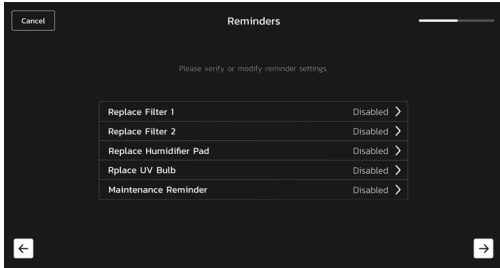 Cancel
Reminders
Please verify or modify reminder settings.
Replace Filter 1 Disabled
Replace Filter 2 Disabled
Replace Humidifier Pad Disabled
Rplace UV Bulb Disabled
Maintenance Reminder Disabled